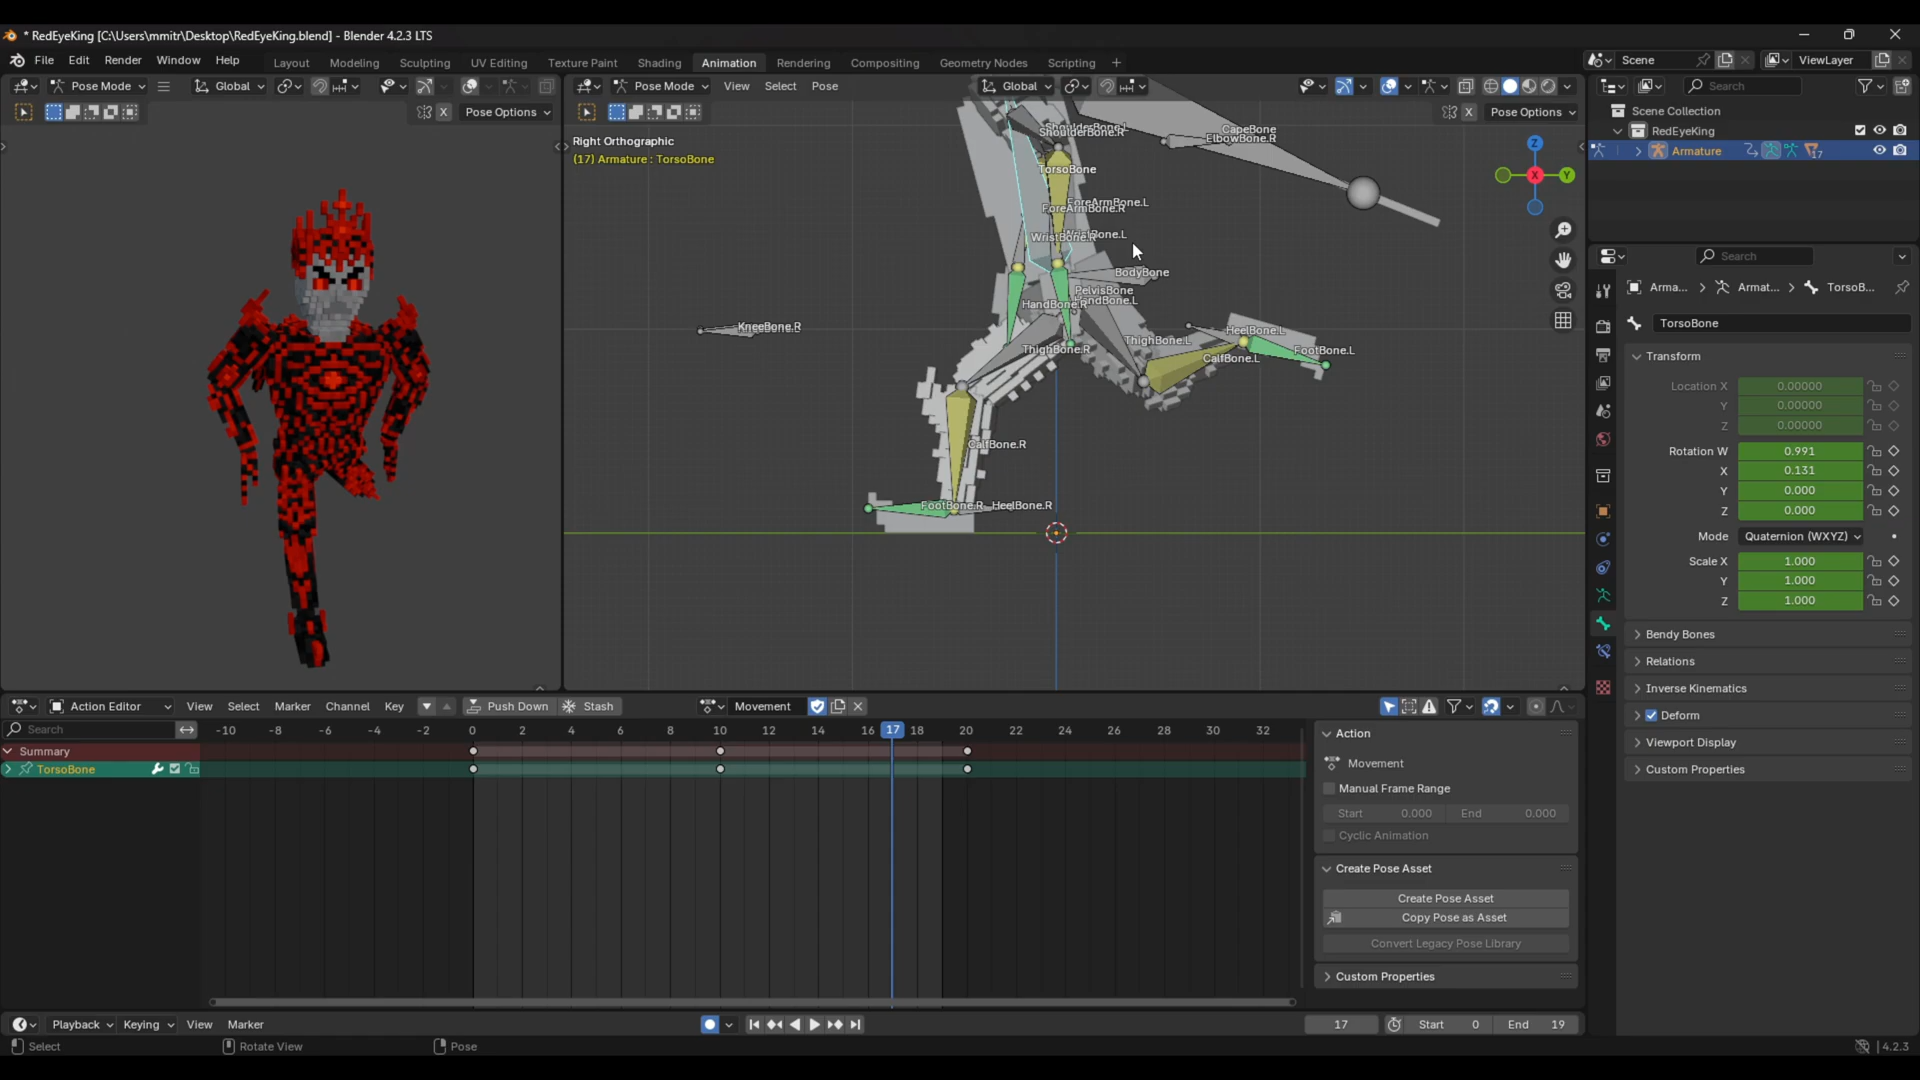 * RedEyeKing [C:\Users\mmitr\Desktop\RedEyeKing.blend] - Blender 4.2.3 LTS
File Edit Render Window Help Layout Modeling Sculpting UV Editing Texture Paint Shading Animation Rendering Compositing Geometry Nodes Scripting + Scene ViewLayer
Pose Mode Global Pose Mode View Select Pose Global Search
X Pose Options X Pose Options Scene Collection
RedEyeKing
Armature 17
Right Orthographic
(17) Armature : TorsoBone
Z
X
Y
ShoulderBone.R
CapeBone
ElbowBone.R
TorsoBone
ForeArmBone.L
ForeArmBone.R
WristBone.R
BodyBone
PelvisBone
HandBone.L
KneeBone.R
HeelBone.L
ThighBone.L
ThighBone.R
CalfBone.L
FootBone.L
CalfBone.R
FootBone.R HeelBone.R
Search
Arma... Armat... TorsoB...
TorsoBone
Transform
Location X 0.00000
Y 0.00000
Z 0.00000
Rotation W 0.991
X 0.131
Y 0.000
Z 0.000
Mode Quaternion (WXYZ)
Scale X 1.000
Y 1.000
Z 1.000
Bendy Bones
Relations
Inverse Kinematics
Deform
Viewport Display
Custom Properties
Action Editor View Select Marker Channel Key Push Down Stash Movement
Search -10 -8 -6 -4 -2 0 2 4 6 8 10 12 14 16 17 18 20 22 24 26 28 30 32
Summary
TorsoBone
Action
Movement
Manual Frame Range
Start 0.000 End 0.000
Cyclic Animation
Create Pose Asset
Create Pose Asset
Copy Pose as Asset
Convert Legacy Pose Library
Custom Properties
Playback Keying View Marker 17 Start 0 End 19
Select Rotate View Pose 4.2.3